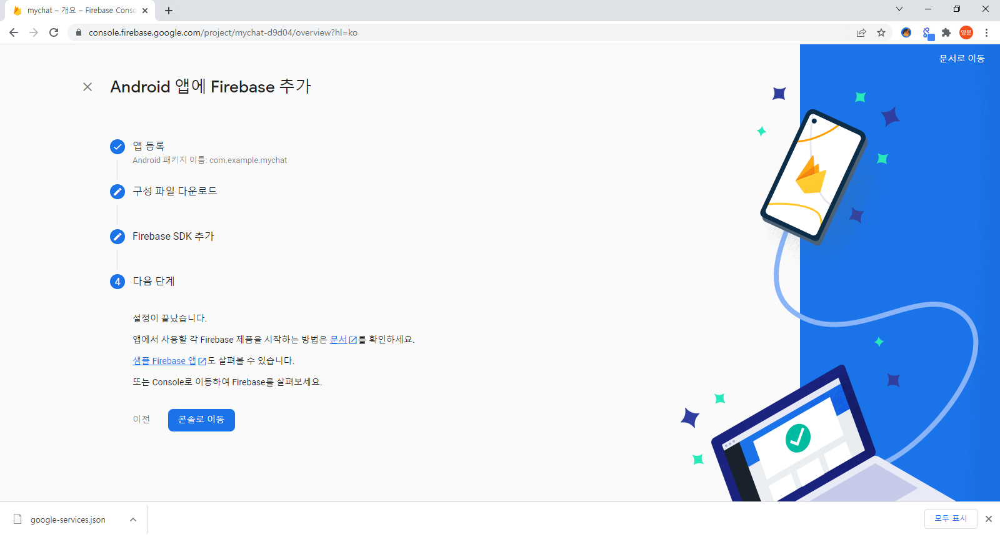 mychat – 개요 – Firebase Conso
console.firebase.google.com/project/mychat-d9d04/overview?hl=ko
영문
문서로 이동
Android 앱에 Firebase 추가
앱 등록
Android 패키지 이름: com.example.mychat
구성 파일 다운로드
Firebase SDK 추가
4 다음 단계
설정이 끝났습니다.
앱에서 사용할 각 Firebase 제품을 시작하는 방법은 문서를 확인하세요.
샘플 Firebase 앱도 살펴볼 수 있습니다.
또는 Console로 이동하여 Firebase를 살펴보세요.
이전 콘솔로 이동
google-services.json
모두 표시